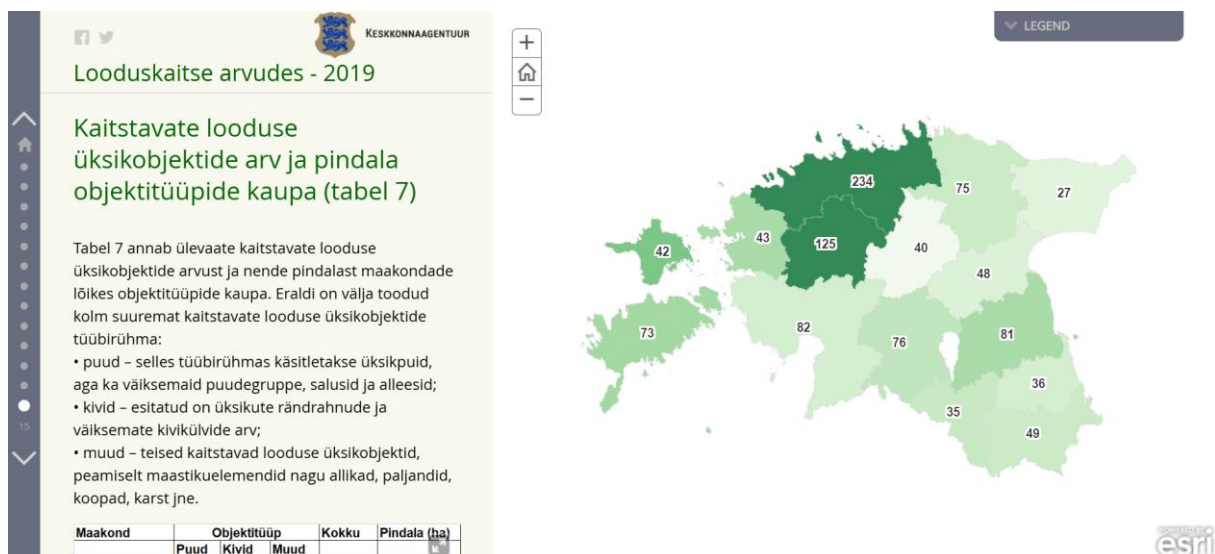 KESKKONNAAGENTUUR
Looduskaitse arvudes - 2019
Kaitstavate looduse
üksikobjektide arv ja pindala
objektitüüpide kaupa (tabel 7)
Tabel 7 annab ülevaate kaitstavate looduse
üksikobjektide arvust ja nende pindalast maakondade
lõikes objektitüüpide kaupa. Eraldi on välja toodud
kolm suuremat kaitstavate looduse üksikobjektide
tüübirühma:
• puud – selles tüübirühmas käsitletakse üksikpuid,
aga ka väiksemaid puudegruppe, salusid ja alleesid;
• kivid – esitatud on üksikute rändrahnude ja
väiksemate kivikülvide arv;
• muud – teised kaitstavad looduse üksikobjektid,
peamiselt maastikuelemendid nagu allikad, paljandid,
koopad, karst jne.
Maakond Objektitüüp Kokku Pindala (ha)
Puud Kivid Muud
15
LEGEND
234
75
27
43
125
40
42
48
73
82
76
81
36
35
49
POWERED BY
esri